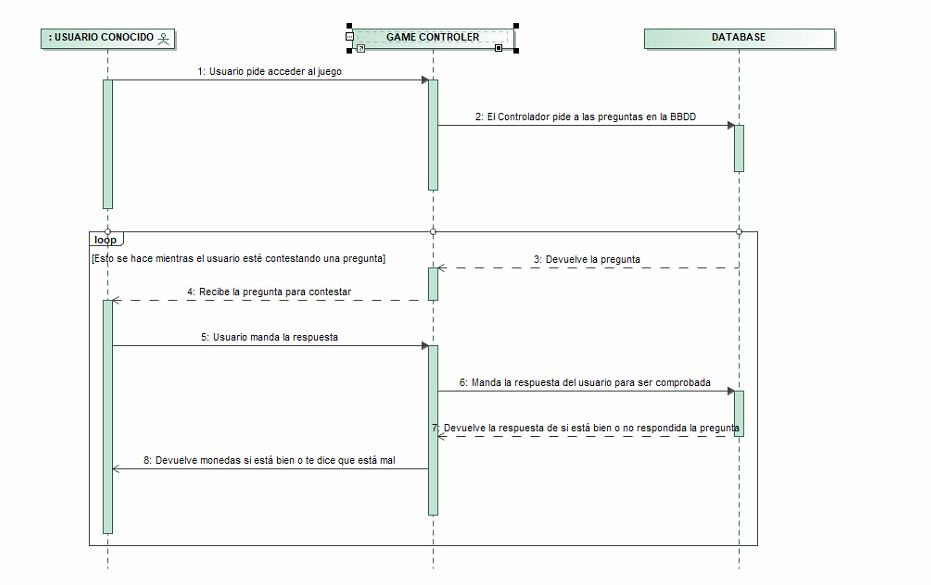 : USUARIO CONOCIDO
GAME CONTROLER
DATABASE
1: Usuario pide acceder al juego
2: El Controlador pide a las preguntas en la BBDD
loop
[Esto se hace mientras el usuario esté contestando una pregunta]
3: Devuelve la pregunta
4: Recibe la pregunta para contestar
5: Usuario manda la respuesta
6: Manda la respuesta del usuario para ser comprobada
7: Devuelve la respuesta de si está bien o no respondida la pregunta
8: Devuelve monedas si está bien o te dice que está mal